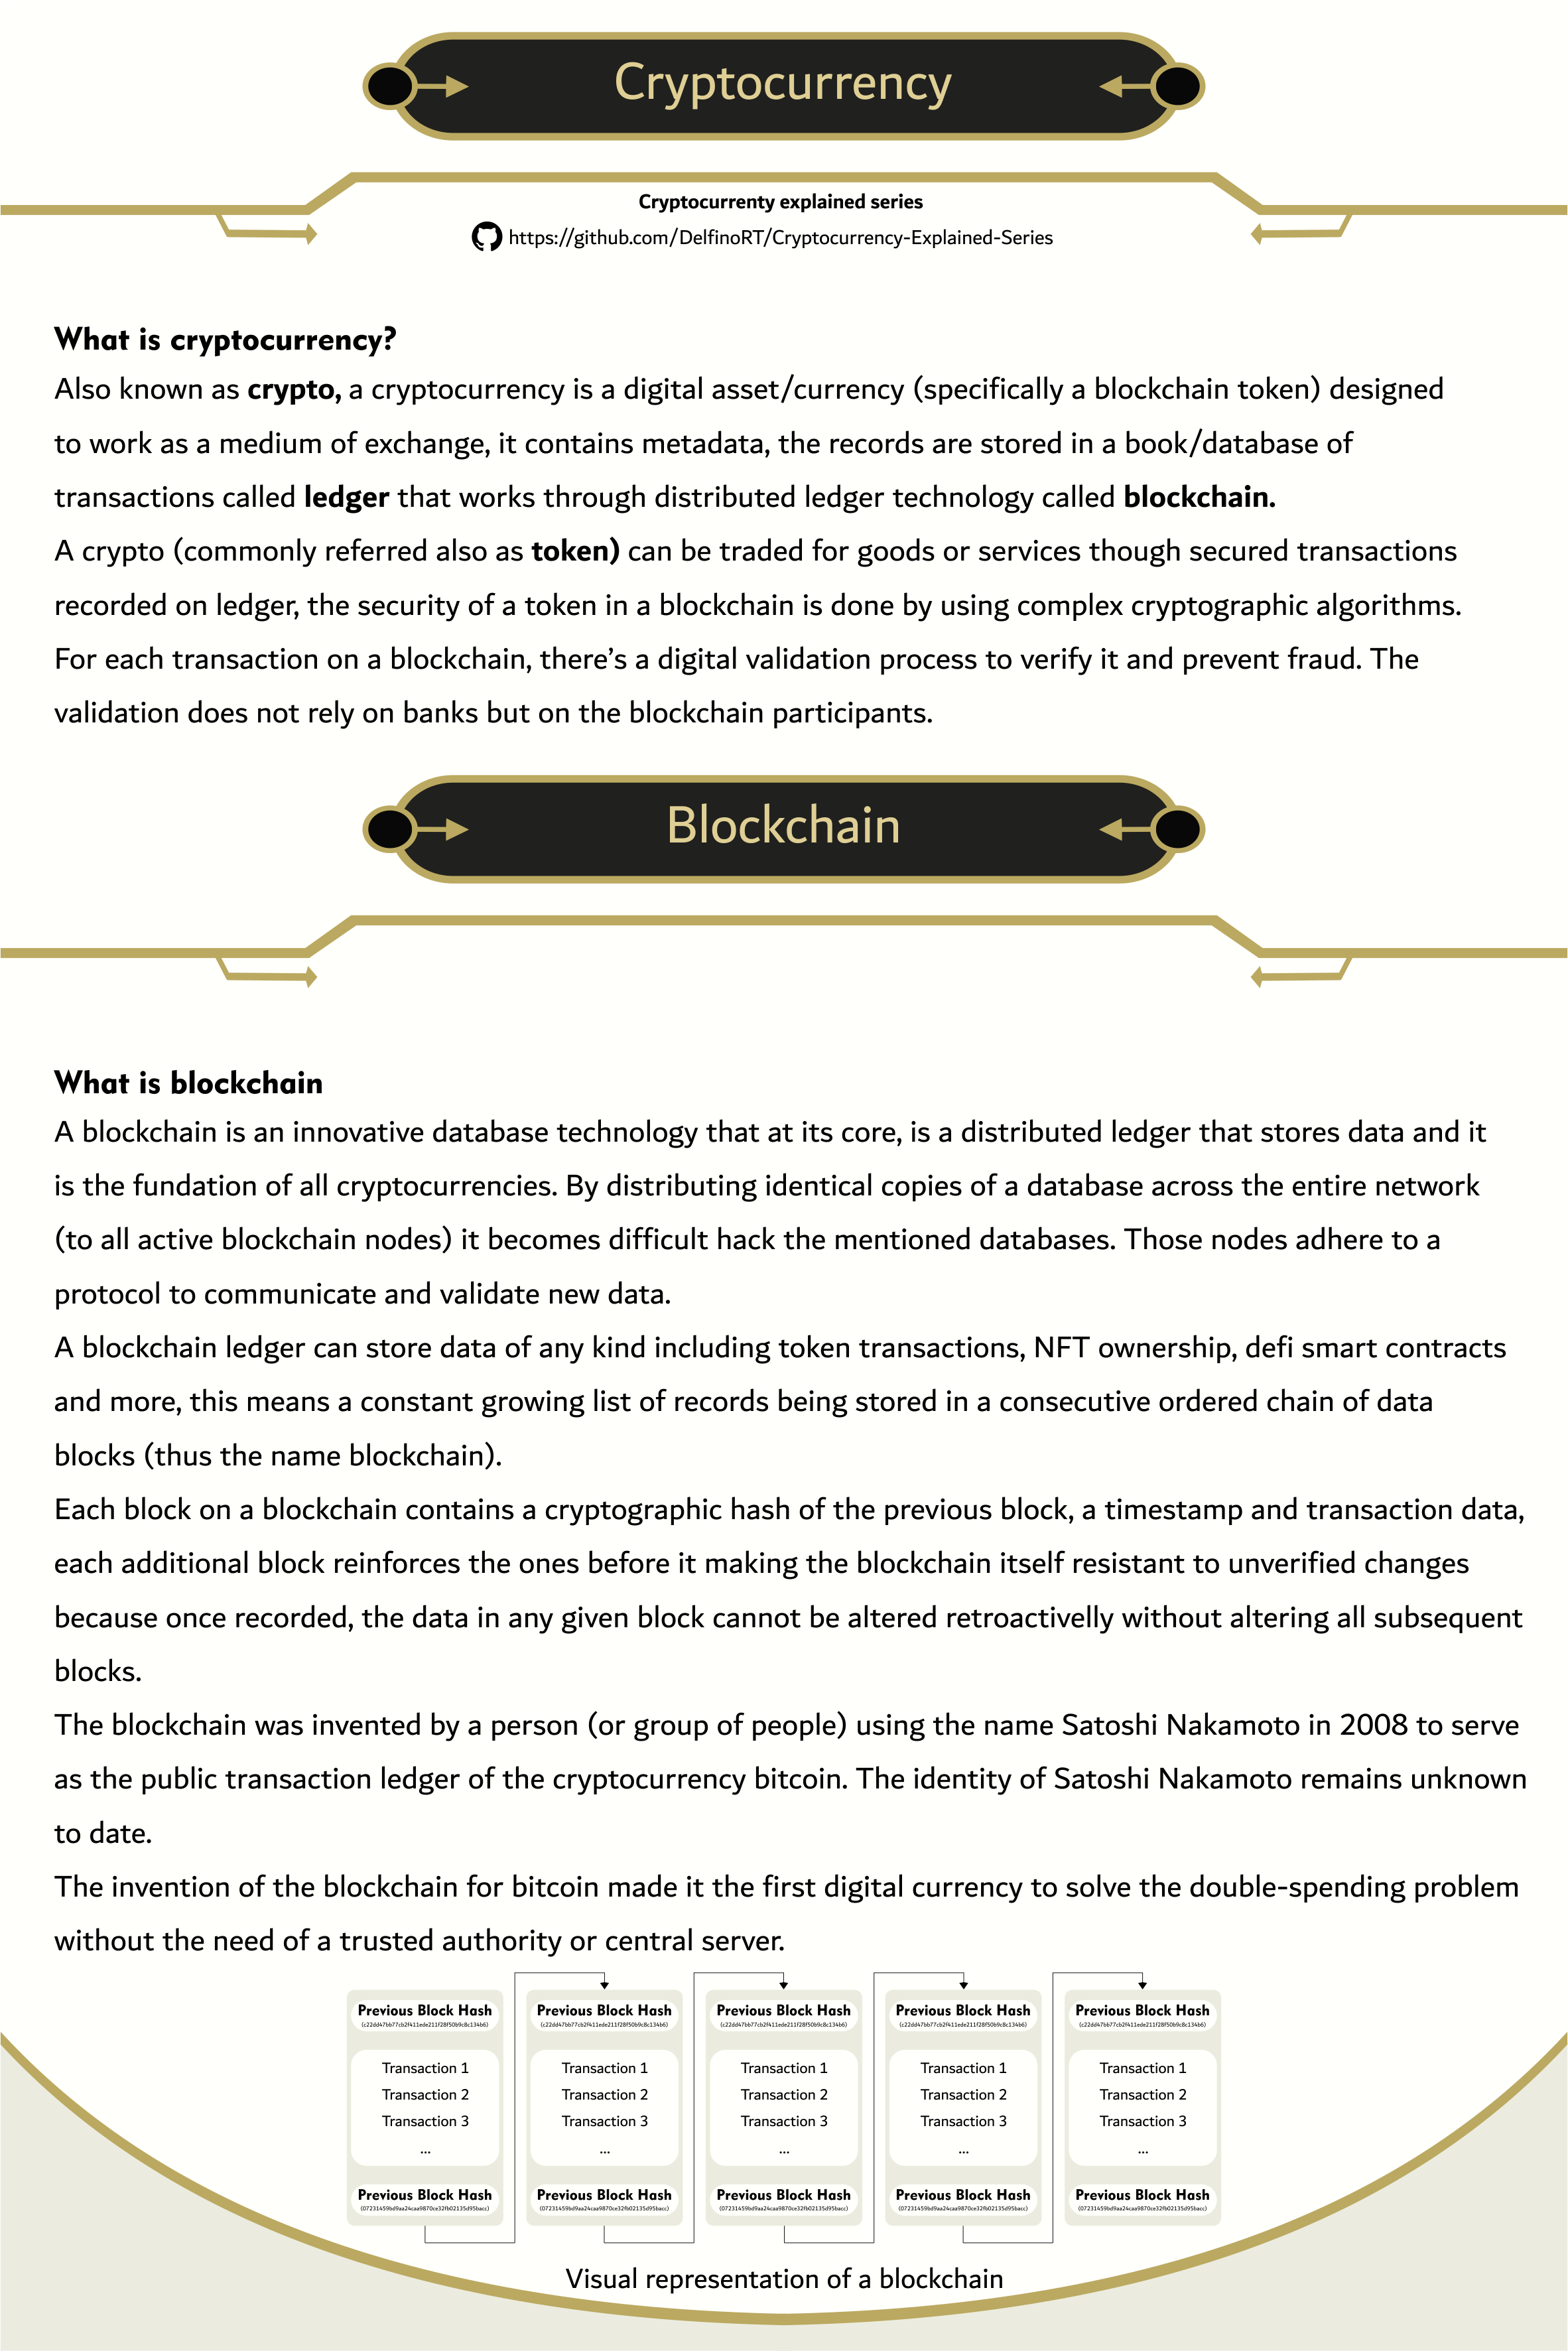 Cryptocurrency
Cryptocurrenty explained series
https://github.com/DelfinoRT/Cryptocurrency-Explained-Series
What is cryptocurrency?
Also known as crypto, a cryptocurrency is a digital asset/currency (specifically a blockchain token) designed
to work as a medium of exchange, it contains metadata, the records are stored in a book/database of
transactions called ledger that works through distributed ledger technology called blockchain.
A crypto (commonly referred also as token) can be traded for goods or services though secured transactions
recorded on ledger, the security of a token in a blockchain is done by using complex cryptographic algorithms.
For each transaction on a blockchain, there’s a digital validation process to verify it and prevent fraud. The
validation does not rely on banks but on the blockchain participants.
Blockchain
What is blockchain
A blockchain is an innovative database technology that at its core, is a distributed ledger that stores data and it
is the fundation of all cryptocurrencies. By distributing identical copies of a database across the entire network
(to all active blockchain nodes) it becomes difficult hack the mentioned databases. Those nodes adhere to a
protocol to communicate and validate new data.
A blockchain ledger can store data of any kind including token transactions, NFT ownership, defi smart contracts
and more, this means a constant growing list of records being stored in a consecutive ordered chain of data
blocks (thus the name blockchain).
Each block on a blockchain contains a cryptographic hash of the previous block, a timestamp and transaction data,
each additional block reinforces the ones before it making the blockchain itself resistant to unverified changes
because once recorded, the data in any given block cannot be altered retroactivelly without altering all subsequent
blocks.
The blockchain was invented by a person (or group of people) using the name Satoshi Nakamoto in 2008 to serve
as the public transaction ledger of the cryptocurrency bitcoin. The identity of Satoshi Nakamoto remains unknown
to date.
The invention of the blockchain for bitcoin made it the first digital currency to solve the double-spending problem
without the need of a trusted authority or central server.
Previous Block Hash
(c22dd47bb77cb2f411ede211f28f50b9c8c134b6)
Transaction 1
Transaction 2
Transaction 3
...
Previous Block Hash
(07231459bd9aa24caa9870ce32fb02135d95bacc)
Previous Block Hash
(c22dd47bb77cb2f411ede211f28f50b9c8c134b6)
Transaction 1
Transaction 2
Transaction 3
...
Previous Block Hash
(07231459bd9aa24caa9870ce32fb02135d95bacc)
Previous Block Hash
(c22dd47bb77cb2f411ede211f28f50b9c8c134b6)
Transaction 1
Transaction 2
Transaction 3
...
Previous Block Hash
(07231459bd9aa24caa9870ce32fb02135d95bacc)
Previous Block Hash
(c22dd47bb77cb2f411ede211f28f50b9c8c134b6)
Transaction 1
Transaction 2
Transaction 3
...
Previous Block Hash
(07231459bd9aa24caa9870ce32fb02135d95bacc)
Previous Block Hash
(c22dd47bb77cb2f411ede211f28f50b9c8c134b6)
Transaction 1
Transaction 2
Transaction 3
...
Previous Block Hash
(07231459bd9aa24caa9870ce32fb02135d95bacc)
Visual representation of a blockchain